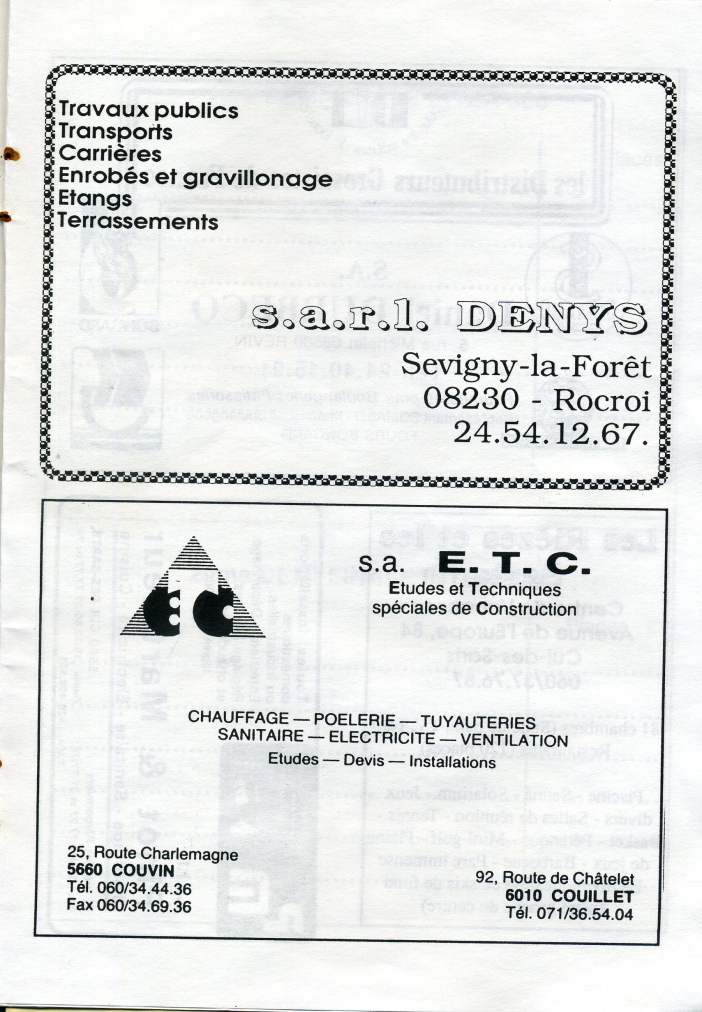 Travaux publics
Transports
Carrières
Enrobés et gravillonage
Etangs
Terrassements
s.a.r.l. DENYS
Sevigny-la-Forêt
08230 - Rocroi
24.54.12.67.
ETC
s.a. E.T.C.
Etudes et Techniques
spéciales de Construction
CHAUFFAGE — POELERIE — TUYAUTERIES
SANITAIRE — ELECTRICITE — VENTILATION
Etudes — Devis — Installations
25, Route Charlemagne
5660 COUVIN
Tél. 060/34.44.36
Fax 060/34.69.36
92, Route de Châtelet
6010 COUILLET
Tél. 071/36.54.04